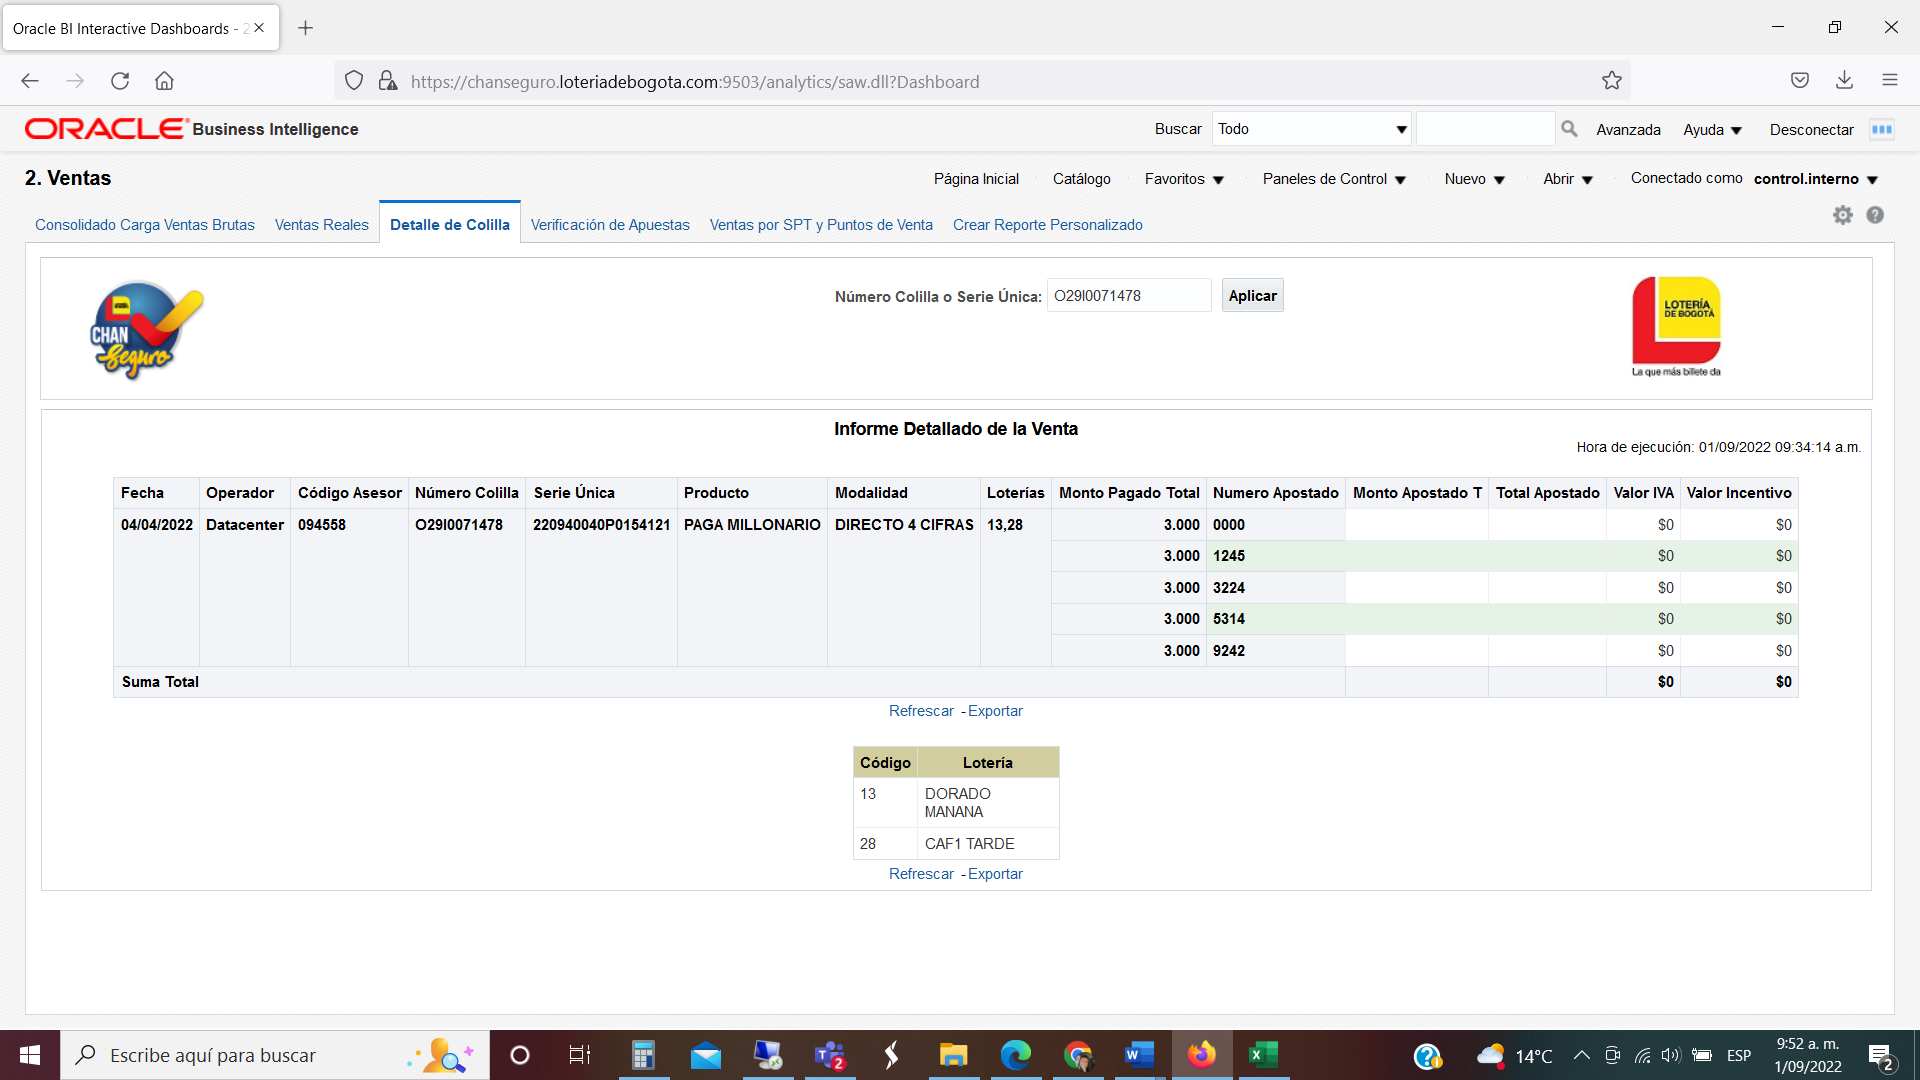 Oracle BI Interactive Dashboards - 2
https://chanseguro.loteriadebogota.com:9503/analytics/saw.dll?Dashboard
ORACLE Business Intelligence
Buscar Todo Avanzada Ayuda Desconectar
2. Ventas
Página Inicial Catálogo Favoritos Paneles de Control Nuevo Abrir Conectado como control.interno
Consolidado Carga Ventas Brutas Ventas Reales Detalle de Colilla Verificación de Apuestas Ventas por SPT y Puntos de Venta Crear Reporte Personalizado
CHAN
Seguro
Número Colilla o Serie Única: O29I0071478 Aplicar
LOTERÍA
DE BOGOTÁ
La que más billete da
Informe Detallado de la Venta
Hora de ejecución: 01/09/2022 09:34:14 a.m.
Fecha Operador Código Asesor Número Colilla Serie Única Producto Modalidad Loterías Monto Pagado Total Numero Apostado Monto Apostado T Total Apostado Valor IVA Valor Incentivo
04/04/2022 Datacenter 094558 O29I0071478 220940040P0154121 PAGA MILLONARIO DIRECTO 4 CIFRAS 13,28 3.000 0000 $0 $0
3.000 1245 $0 $0
3.000 3224 $0 $0
3.000 5314 $0 $0
3.000 9242 $0 $0
Suma Total $0 $0
Refrescar - Exportar
Código Lotería
13 DORADO
MANANA
28 CAF1 TARDE
Refrescar - Exportar
Escribe aquí para buscar
2
14°C
ESP
9:52 a. m.
1/09/2022
2